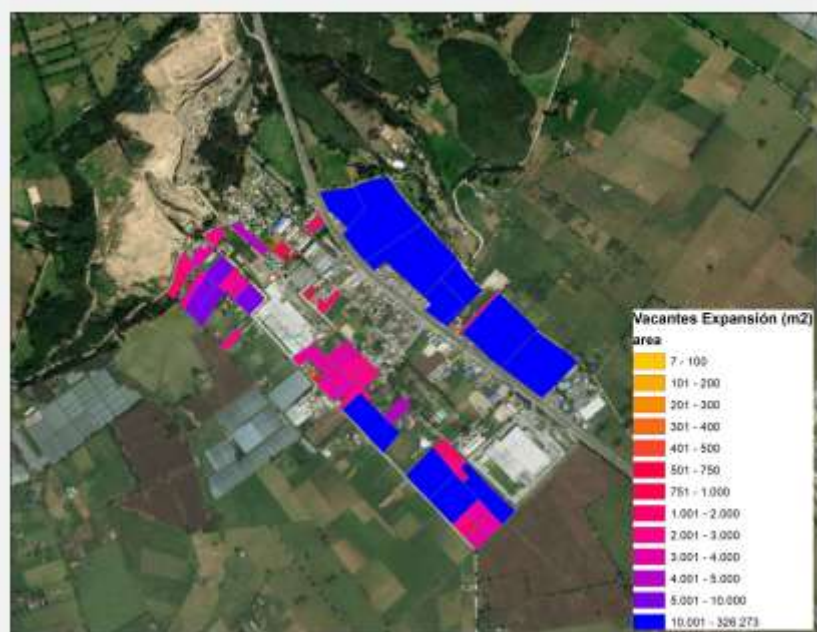 Vacantes Expansión (m2)
area
7 - 100
101 - 200
201 - 300
301 - 400
401 - 500
501 - 750
751 - 1.000
1.001 - 2.000
2.001 - 3.000
3.001 - 4.000
4.001 - 5.000
5.001 - 10.000
10.001 - 326.273